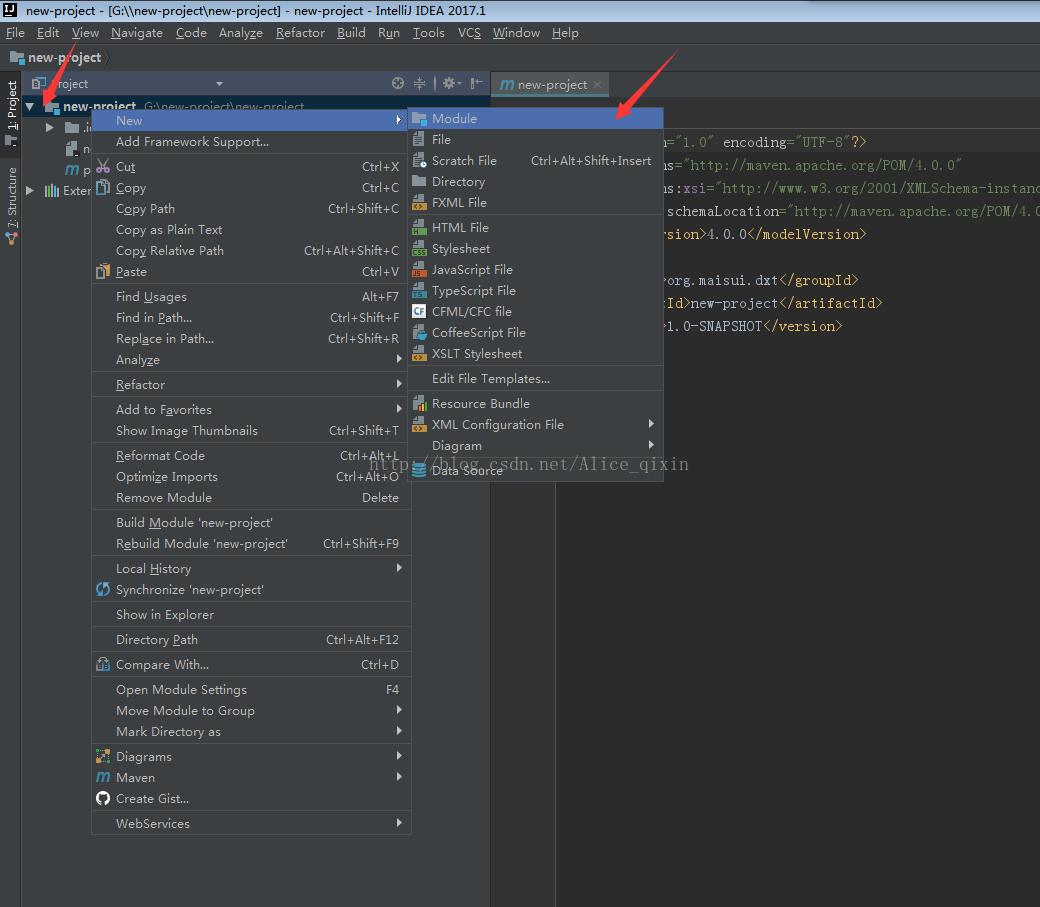 new-project - [G:\\new-project\new-project] - new-project - IntelliJ IDEA 2017.1
File Edit View Navigate Code Analyze Refactor Build Run Tools VCS Window Help
new-project
new-project
1: Project
7: Structure
new-project G:\new-project\new-project
New
Add Framework Support...
Cut Ctrl+X
Copy Ctrl+C
Copy Path Ctrl+Shift+C
Copy as Plain Text
Copy Relative Path Ctrl+Alt+Shift+C
Paste Ctrl+V
Find Usages Alt+F7
Find in Path... Ctrl+Shift+F
Replace in Path... Ctrl+Shift+R
Analyze
Refactor
Add to Favorites
Show Image Thumbnails Ctrl+Shift+T
Reformat Code Ctrl+Alt+L
Optimize Imports Ctrl+Alt+O
Remove Module Delete
Build Module 'new-project'
Rebuild Module 'new-project' Ctrl+Shift+F9
Local History
Synchronize 'new-project'
Show in Explorer
Directory Path Ctrl+Alt+F12
Compare With... Ctrl+D
Open Module Settings F4
Move Module to Group
Mark Directory as
Diagrams
Maven
Create Gist...
WebServices
Module
File
Scratch File Ctrl+Alt+Shift+Insert
Directory
FXML File
HTML File
Stylesheet
JavaScript File
TypeScript File
CFML/CFC file
CoffeeScript File
XSLT Stylesheet
Edit File Templates...
Resource Bundle
XML Configuration File
Diagram
Data Source
="1.0" encoding="UTF-8"?>
s="http://maven.apache.org/POM/4.0.0"
s:xsi="http://www.w3.org/2001/XMLSchema-instanc
schemaLocation="http://maven.apache.org/POM/4.0
sion>4.0.0</modelVersion>
org.maisui.dxt</groupId>
tId>new-project</artifactId>
1.0-SNAPSHOT</version>
http://blog.csdn.net/Alice_qixin